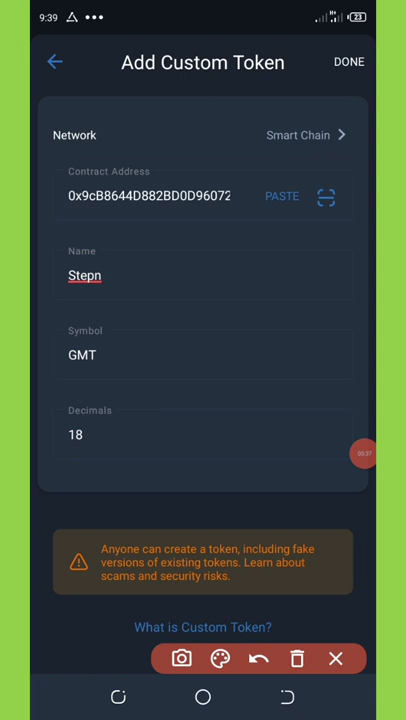 9:39
23
Add Custom Token
DONE
Network
Smart Chain
Contract Address
0x9cB8644D882BD0D96072
PASTE
Name
Stepn
Symbol
GMT
Decimals
18
00:37
Anyone can create a token, including fake
versions of existing tokens. Learn about
scams and security risks.
What is Custom Token?